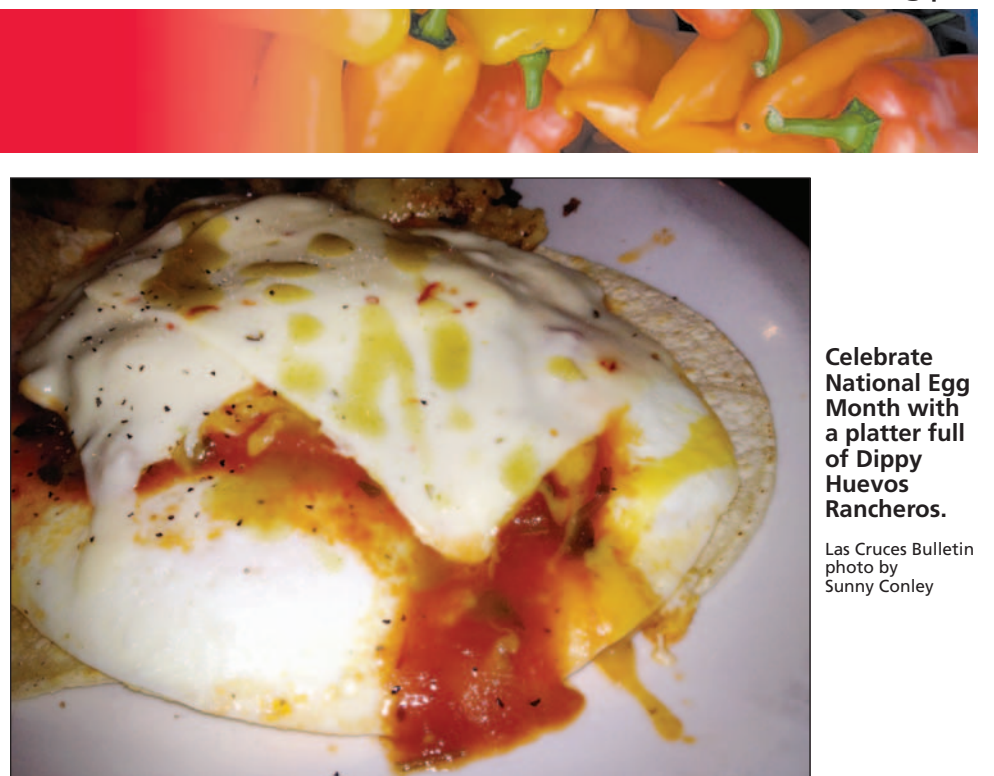 Celebrate
National Egg
Month with
a platter full
of Dippy
Huevos
Rancheros.
Las Cruces Bulletin
photo by
Sunny Conley